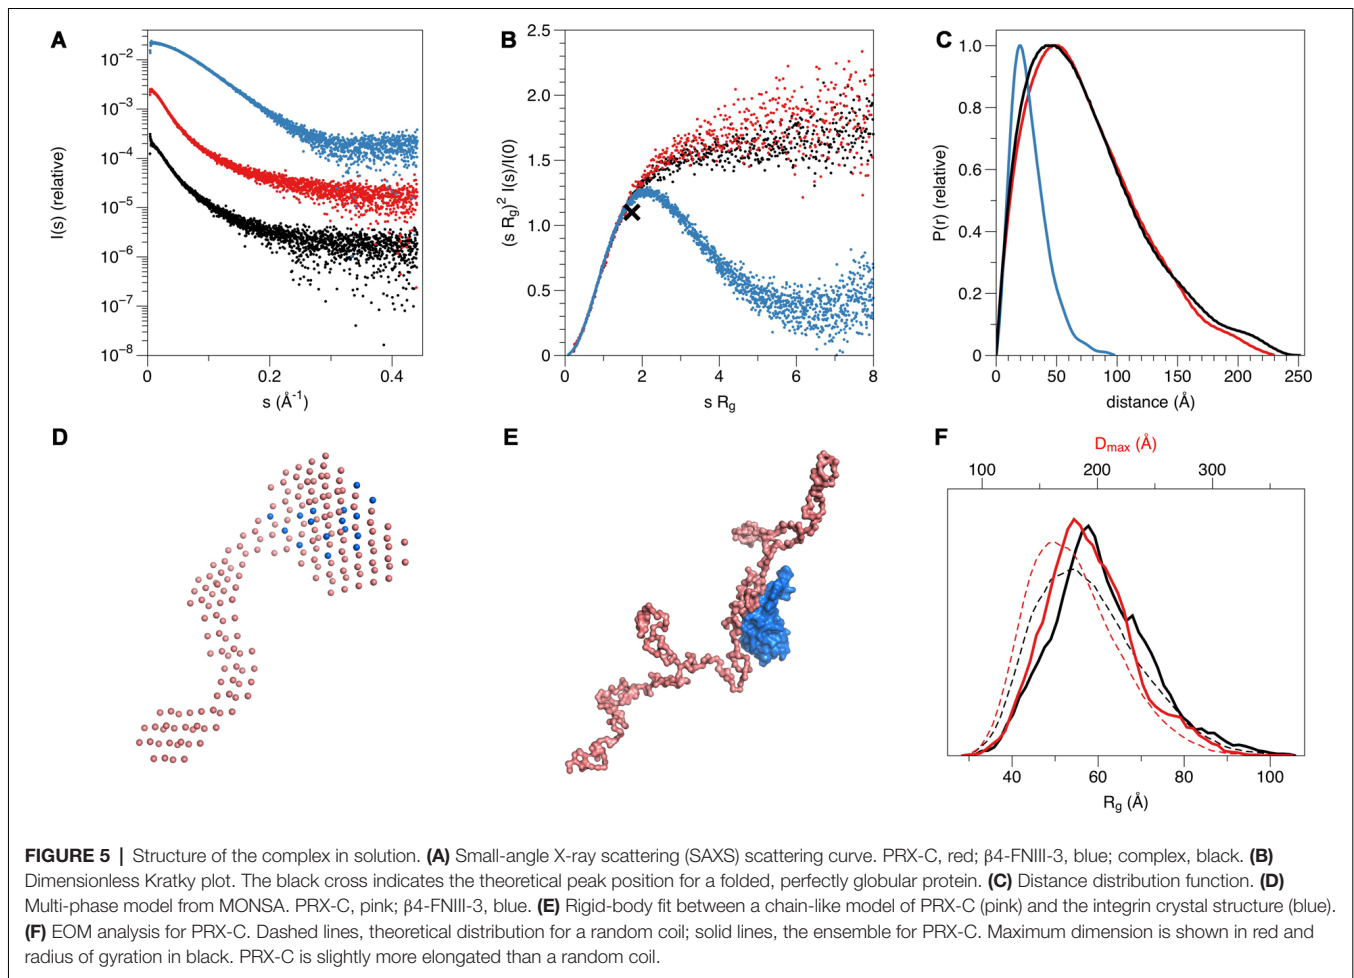 A
10⁻²
10⁻³
10⁻⁴
10⁻⁵
10⁻⁶
10⁻⁷
10⁻⁸
I(s) (relative)
0
0.2
0.4
s (Å⁻¹)
B
2.5
2.0
1.5
1.0
0.5
0
(s Rg)² I(s)/I(0)
0
2
4
6
8
s Rg
C
1.0
0.8
0.6
0.4
0.2
0
P(r) (relative)
0
50
100
150
200
250
distance (Å)
D
E
F
Dmax (Å)
100
200
300
40
60
80
100
Rg (Å)
FIGURE 5 | Structure of the complex in solution. (A) Small-angle X-ray scattering (SAXS) scattering curve. PRX-C, red; β4-FNIII-3, blue; complex, black. (B)
Dimensionless Kratky plot. The black cross indicates the theoretical peak position for a folded, perfectly globular protein. (C) Distance distribution function. (D)
Multi-phase model from MONSA. PRX-C, pink; β4-FNIII-3, blue. (E) Rigid-body fit between a chain-like model of PRX-C (pink) and the integrin crystal structure (blue).
(F) EOM analysis for PRX-C. Dashed lines, theoretical distribution for a random coil; solid lines, the ensemble for PRX-C. Maximum dimension is shown in red and
radius of gyration in black. PRX-C is slightly more elongated than a random coil.